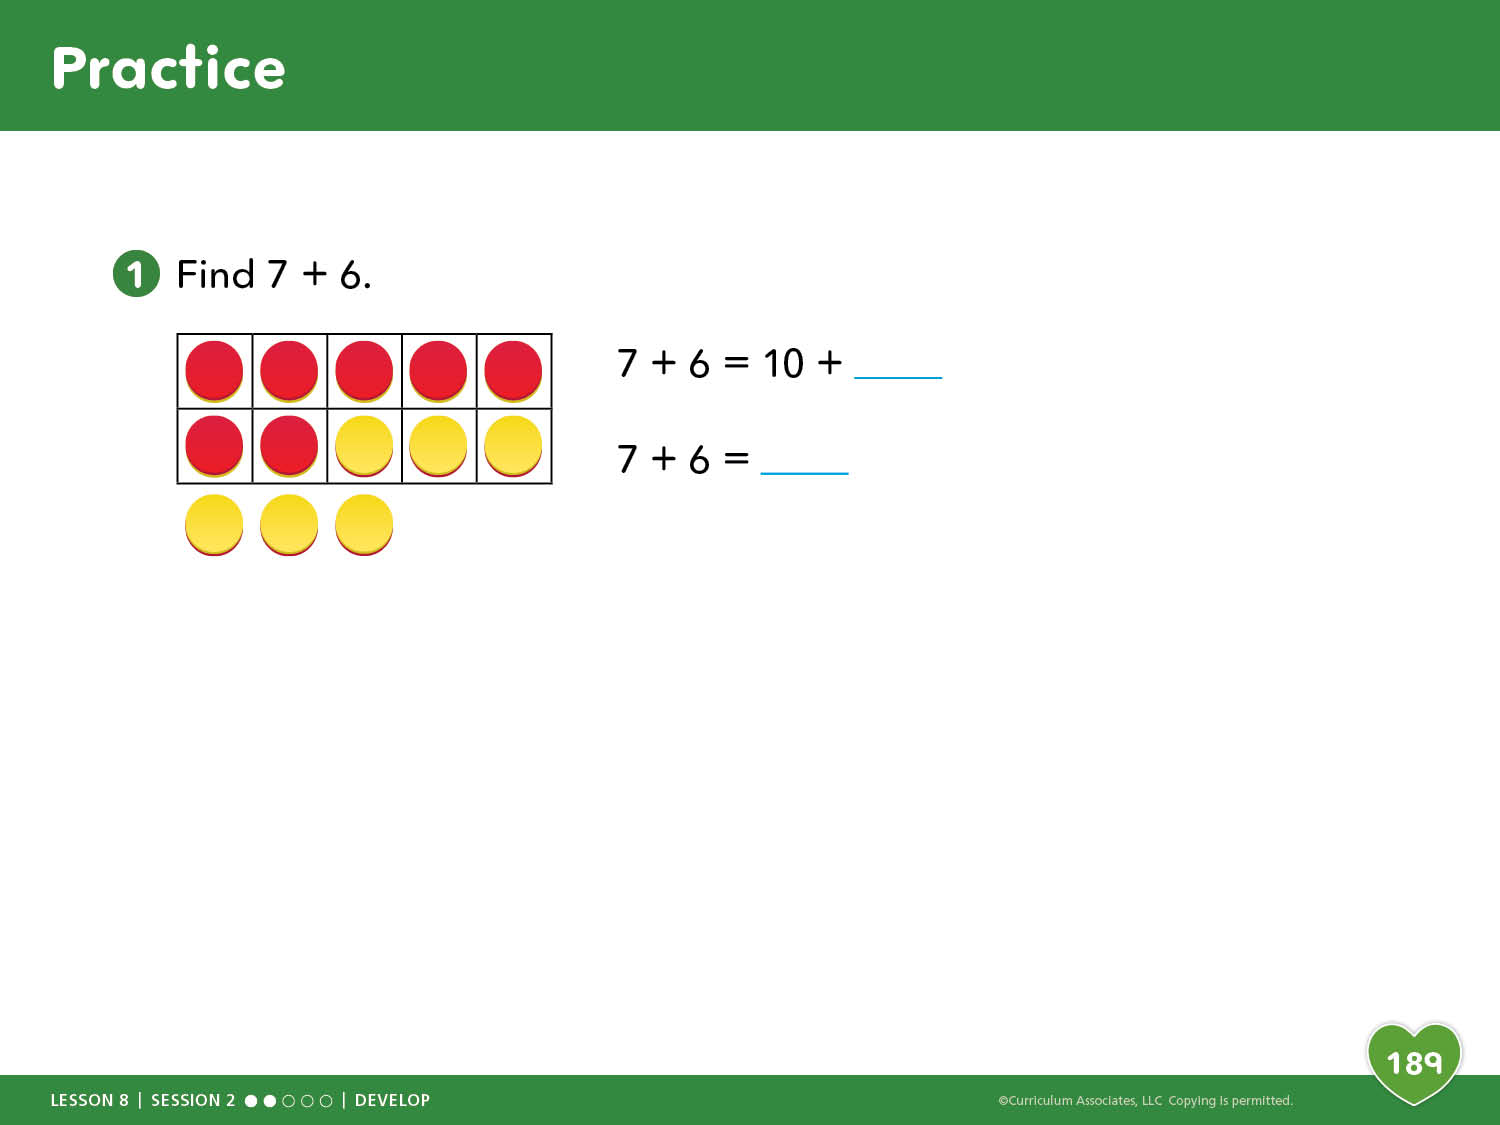 Practice
1 Find 7 + 6.
7 + 6 = 10 + ____
7 + 6 = ____
189
LESSON 8 | SESSION 2 ●●○○○ | DEVELOP
©Curriculum Associates, LLC Copying is permitted.